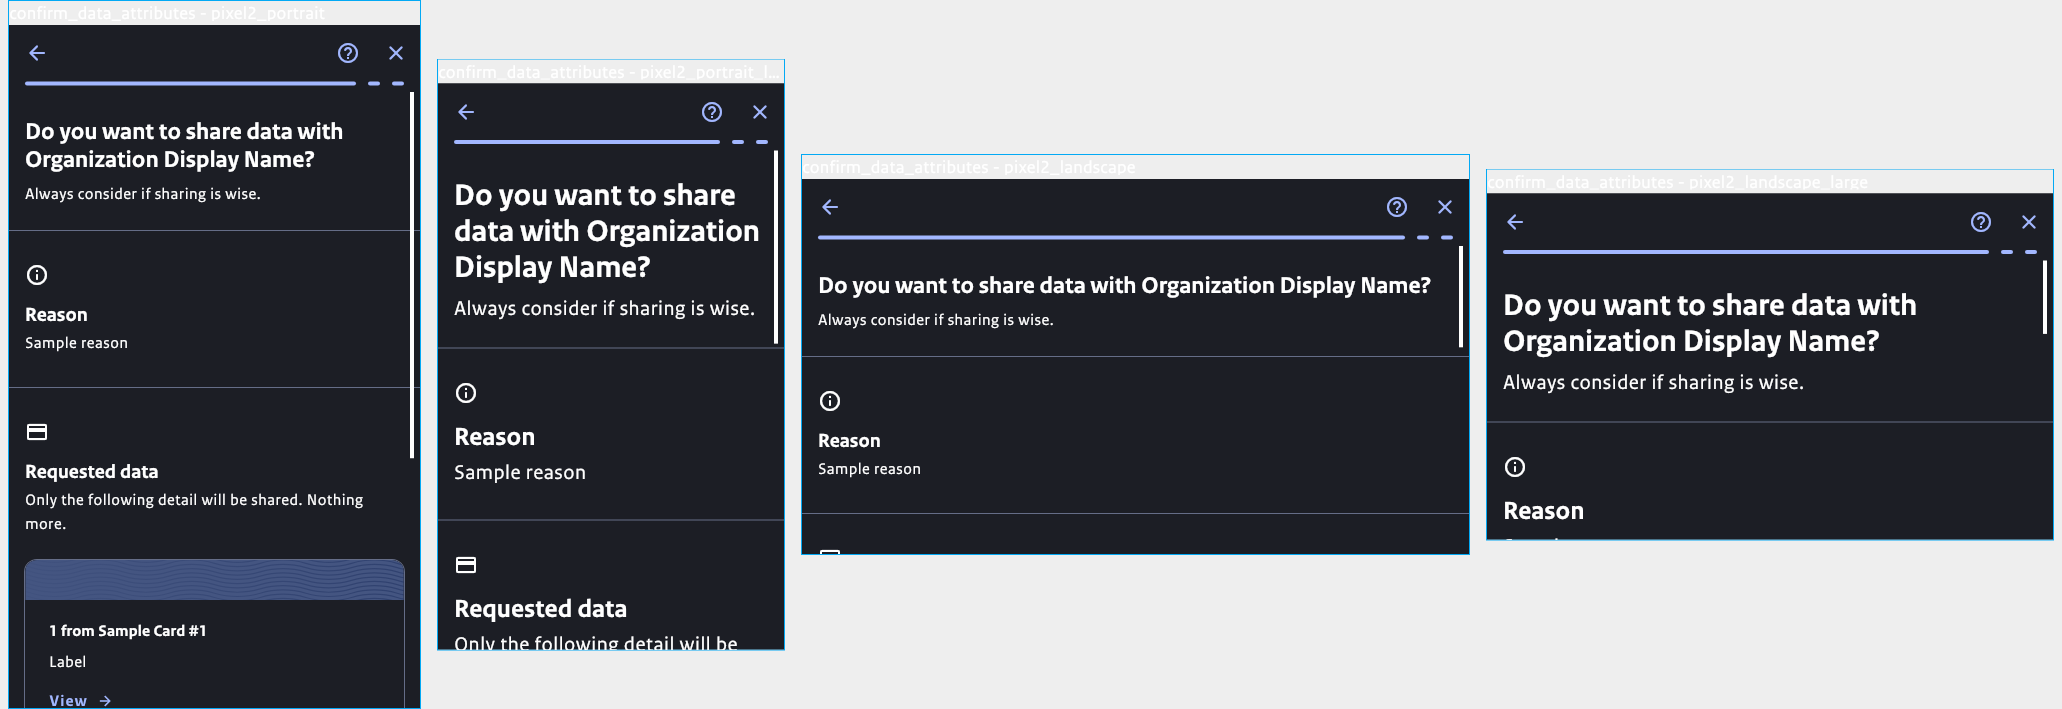 confirm_data_attributes - pixel2_portrait
Do you want to share data with
Organization Display Name?
Always consider if sharing is wise.
Reason
Sample reason
Requested data
Only the following detail will be shared. Nothing
more.
1 from Sample Card #1
Label
View
confirm_data_attributes - pixel2_portrait_l...
Do you want to share
data with Organization
Display Name?
Always consider if sharing is wise.
Reason
Sample reason
Requested data
Only the following detail will be
confirm_data_attributes - pixel2_landscape
Do you want to share data with Organization Display Name?
Always consider if sharing is wise.
Reason
Sample reason
confirm_data_attributes - pixel2_landscape_large
Do you want to share data with
Organization Display Name?
Always consider if sharing is wise.
Reason